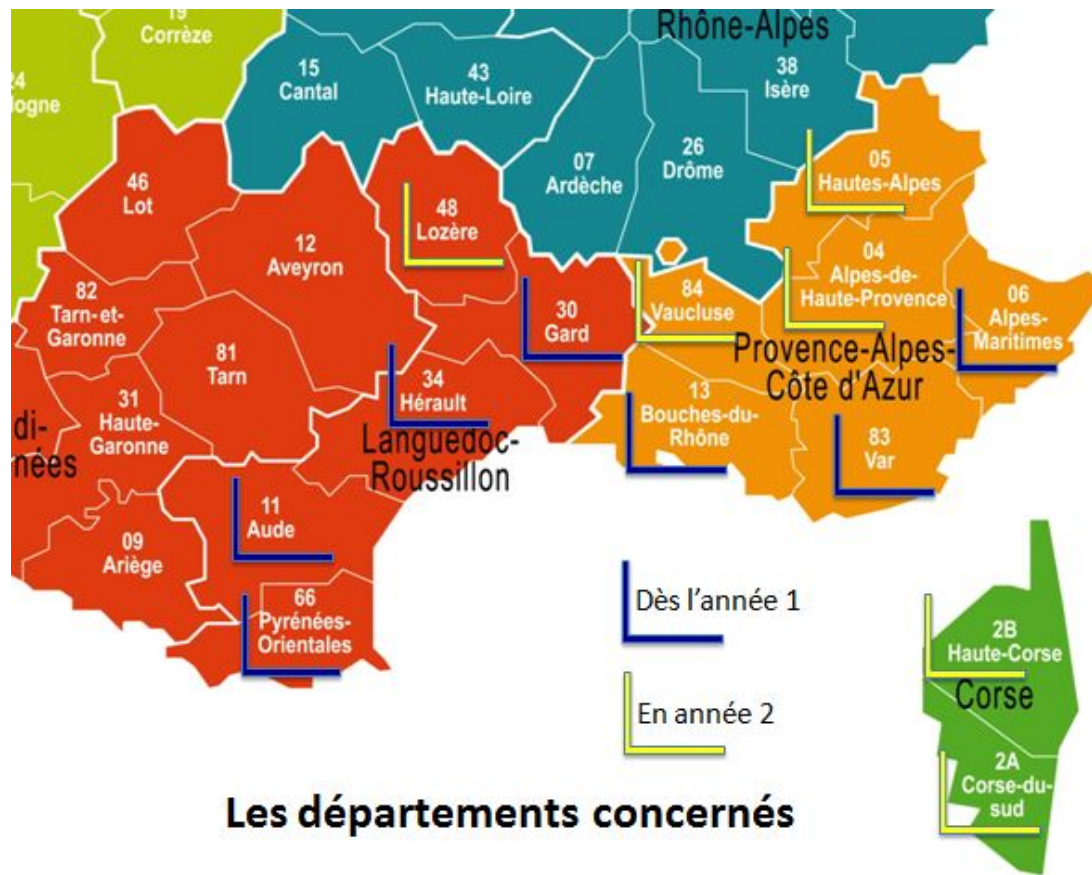 19
Corrèze
Rhône-Alpes
15
Cantal
43
Haute-Loire
38
Isère
24
07
Ardèche
26
Drôme
05
Hautes-Alpes
46
Lot
48
Lozère
12
Aveyron
04
Alpes-de-
Haute-Provence
82
Tarn-et-
Garonne
30
Gard
84
Vaucluse
06
Alpes-
Maritimes
81
Tarn
Provence-Alpes-
Côte d'Azur
34
Hérault
13
Bouches-du-
Rhône
31
Haute-
Garonne
di-
nées
Languedoc-
Roussillon
83
Var
11
Aude
09
Ariège
66
Pyrénées-
Orientales
Dès l'année 1
En année 2
2B
Haute-Corse
Corse
2A
Corse-du-
sud
Les départements concernés